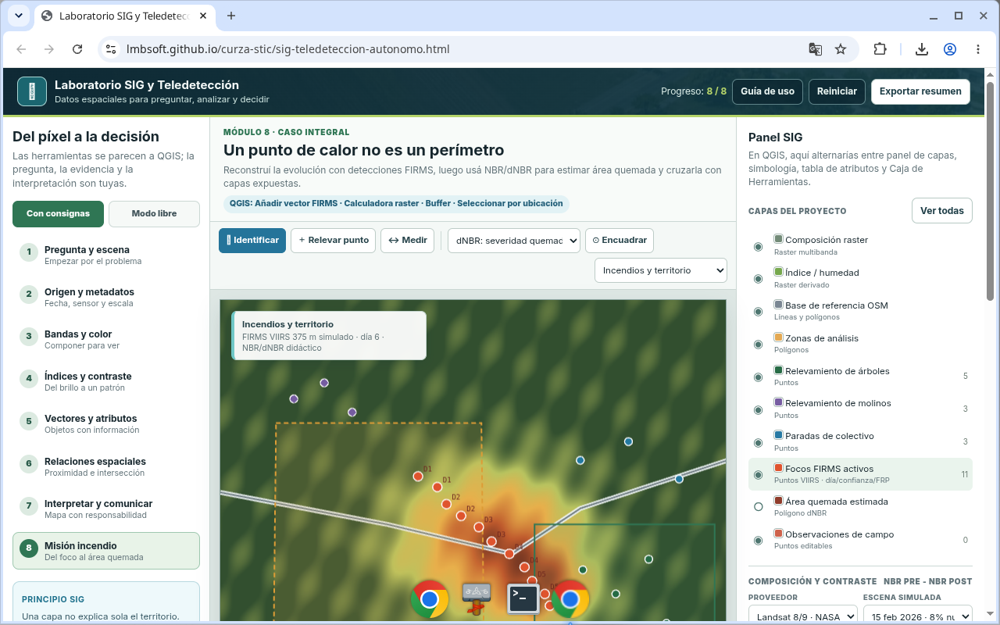 Laboratorio SIG y Teledetecc
lmbsoft.github.io/curza-stic/sig-teledeteccion-autonomo.html
Laboratorio SIG y Teledetección
Datos espaciales para preguntar, analizar y decidir
Progreso: 8 / 8
Guía de uso
Reiniciar
Exportar resumen
Del píxel a la decisión
Las herramientas se parecen a QGIS; la
pregunta, la evidencia y la
interpretación son tuyas.
Con consignas
Modo libre
1 Pregunta y escena
Empezar por el problema
2 Origen y metadatos
Fecha, sensor y escala
3 Bandas y color
Componer para ver
4 Índices y contraste
Del brillo a un patrón
5 Vectores y atributos
Objetos con información
6 Relaciones espaciales
Proximidad e intersección
7 Interpretar y comunicar
Mapa con responsabilidad
8 Misión incendio
Del foco al área quemada
PRINCIPIO SIG
Una capa no explica sola el territorio.
MÓDULO 8 · CASO INTEGRAL
Un punto de calor no es un perímetro
Reconstruí la evolución con detecciones FIRMS, luego usá NBR/dNBR para estimar área quemada y cruzarla con
capas expuestas.
QGIS: Añadir vector FIRMS · Calculadora raster · Buffer · Seleccionar por ubicación
Identificar
+ Relevar punto
↔ Medir
dNBR: severidad quemad
⊙ Encuadrar
Incendios y territorio
Incendios y territorio
FIRMS VIIRS 375 m simulado · día 6 ·
NBR/dNBR didáctico
D1
D1
D2
D2
D3
D3
D4
D5
Panel SIG
En QGIS, aquí alternarías entre panel de capas,
simbología, tabla de atributos y Caja de
Herramientas.
CAPAS DEL PROYECTO
Ver todas
Composición raster
Raster multibanda
Índice / humedad
Raster derivado
Base de referencia OSM
Líneas y polígonos
Zonas de análisis
Polígonos
Relevamiento de árboles 5
Puntos
Relevamiento de molinos 3
Puntos
Paradas de colectivo 3
Puntos
Focos FIRMS activos 11
Puntos VIIRS · día/confianza/FRP
Área quemada estimada
Polígono dNBR
Observaciones de campo 0
Puntos editables
COMPOSICIÓN Y CONTRASTE NBR PRE - NBR POST
PROVEEDOR ESCENA SIMULADA
Landsat 8/9 · NASA 15 feb 2026 · 8% nu